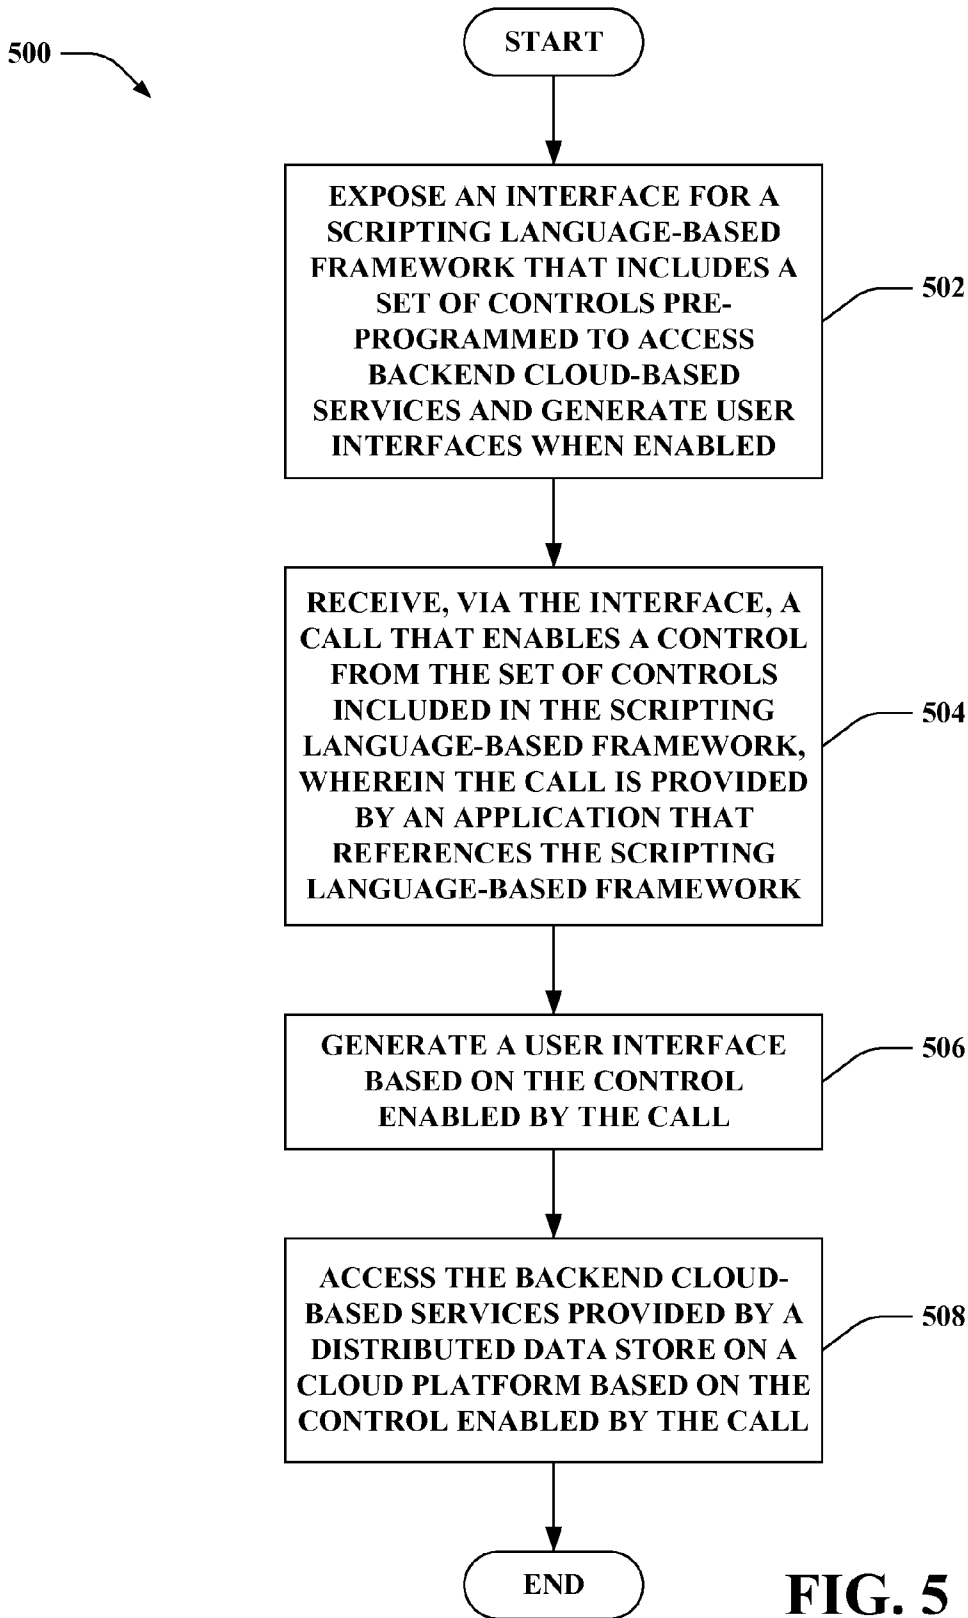 500
START
EXPOSE AN INTERFACE FOR A
SCRIPTING LANGUAGE-BASED
FRAMEWORK THAT INCLUDES A
SET OF CONTROLS PRE-
PROGRAMMED TO ACCESS
BACKEND CLOUD-BASED
SERVICES AND GENERATE USER
INTERFACES WHEN ENABLED
502
RECEIVE, VIA THE INTERFACE, A
CALL THAT ENABLES A CONTROL
FROM THE SET OF CONTROLS
INCLUDED IN THE SCRIPTING
LANGUAGE-BASED FRAMEWORK,
WHEREIN THE CALL IS PROVIDED
BY AN APPLICATION THAT
REFERENCES THE SCRIPTING
LANGUAGE-BASED FRAMEWORK
504
GENERATE A USER INTERFACE
BASED ON THE CONTROL
ENABLED BY THE CALL
506
ACCESS THE BACKEND CLOUD-
BASED SERVICES PROVIDED BY A
DISTRIBUTED DATA STORE ON A
CLOUD PLATFORM BASED ON THE
CONTROL ENABLED BY THE CALL
508
END
FIG. 5